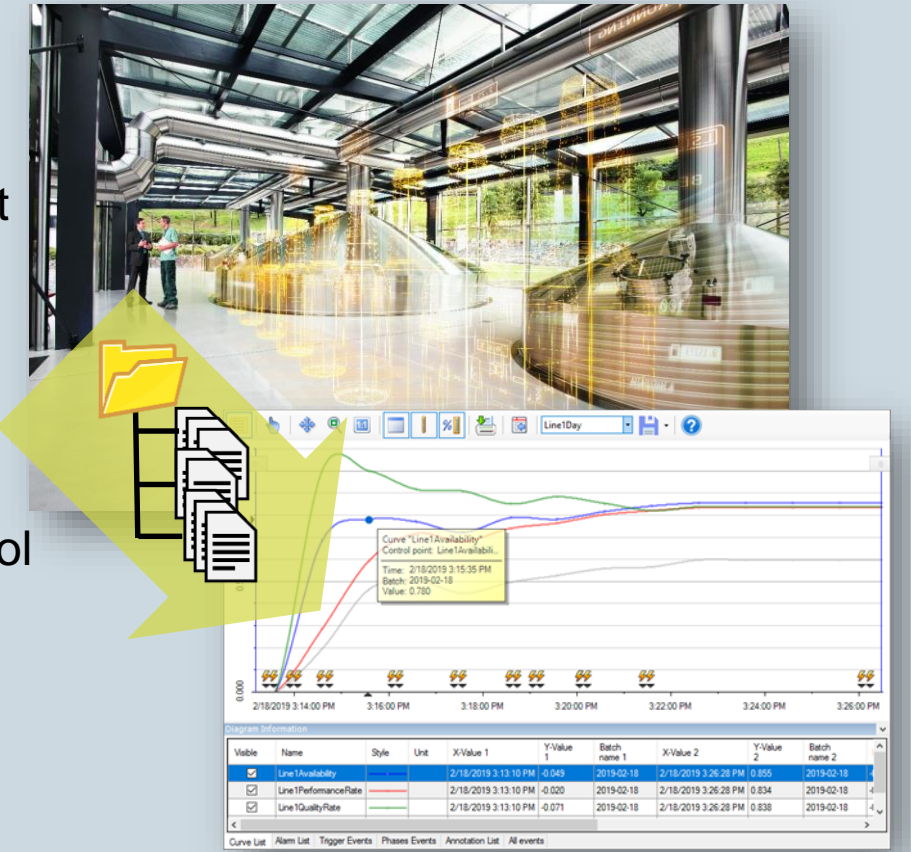 t
ol
Line1Day
Curve "Line1Availability"
Control point: Line1Availabili...
Time: 2/18/2019 3:15:35 PM
Batch: 2019-02-18
Value: 0.780
0.000
2/18/2019 3:14:00 PM 3:16:00 PM 3:18:00 PM 3:20:00 PM 3:22:00 PM 3:24:00 PM 3:26:00 PM
Diagram Information
Visible Name Style Unit X-Value 1 Y-Value 1 Batch name 1 X-Value 2 Y-Value 2 Batch name 2
Line1Availability 2/18/2019 3:13:10 PM -0.049 2019-02-18 2/18/2019 3:26:28 PM 0.855 2019-02-18
Line1PerformanceRate 2/18/2019 3:13:10 PM -0.020 2019-02-18 2/18/2019 3:26:28 PM 0.834 2019-02-18
Line1QualityRate 2/18/2019 3:13:10 PM -0.071 2019-02-18 2/18/2019 3:26:28 PM 0.838 2019-02-18
Curve List Alarm List Trigger Events Phases Events Annotation List All events